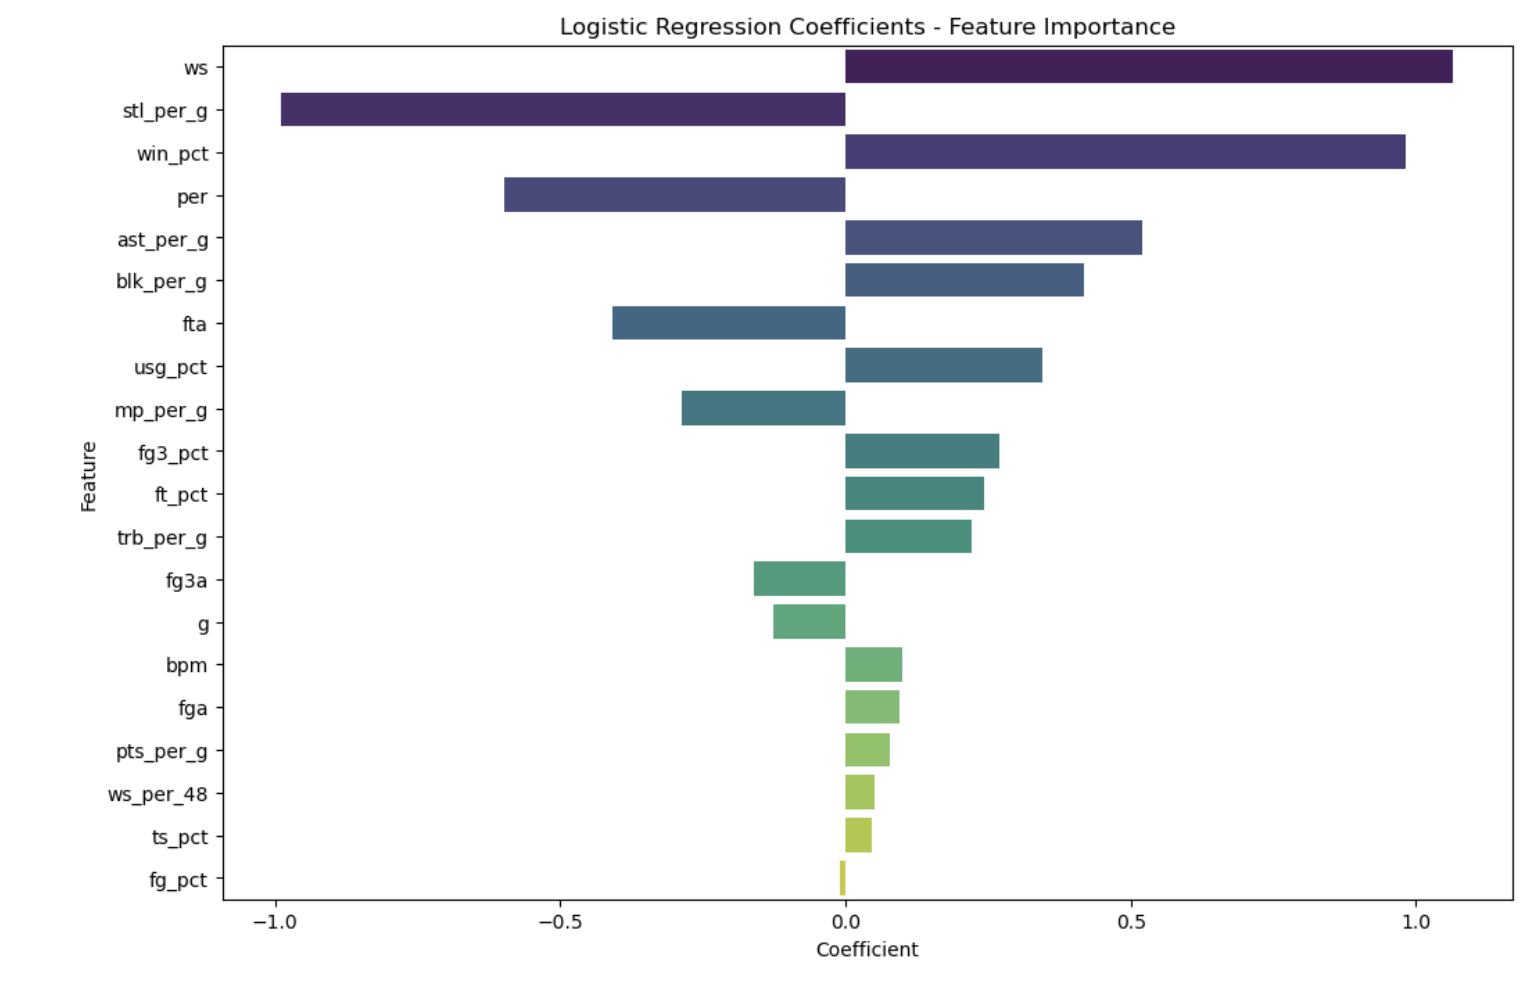 Logistic Regression Coefficients - Feature Importance
ws
stl_per_g
win_pct
per
ast_per_g
blk_per_g
fta
usg_pct
mp_per_g
fg3_pct
ft_pct
trb_per_g
fg3a
g
bpm
fga
pts_per_g
ws_per_48
ts_pct
fg_pct
Feature
−1.0 −0.5 0.0 0.5 1.0
Coefficient